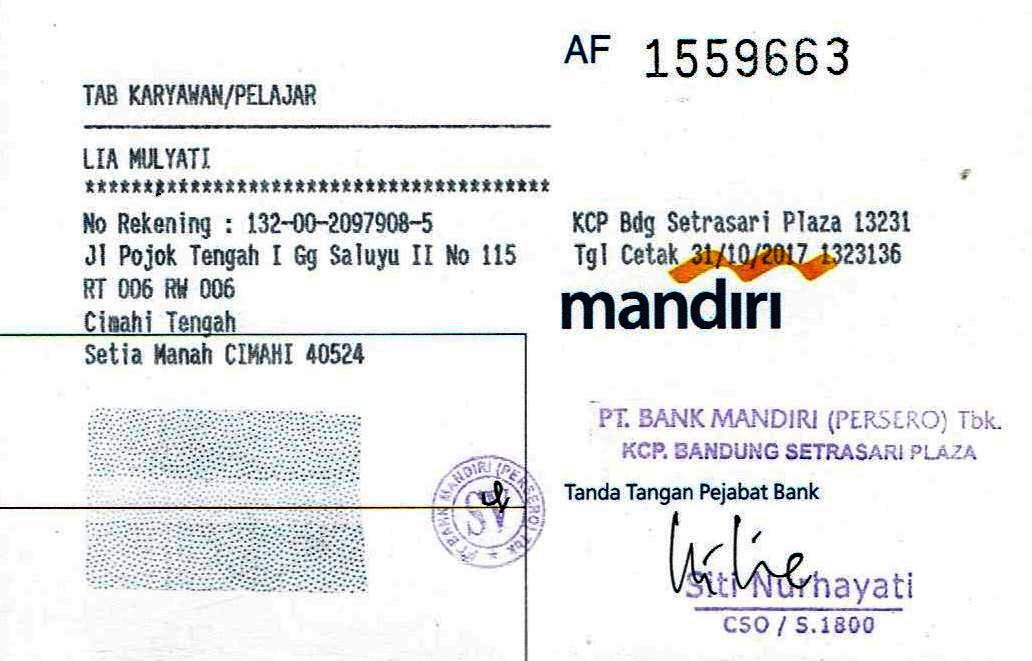 AF 1559663
TAB KARYAWAN/PELAJAR
LIA MULYATI
****************************************
No Rekening : 132-00-2097908-5
Jl Pojok Tengah I Gg Saluyu II No 115
RT 006 RW 006
Cimahi Tengah
Setia Manah CIMAHI 40524
KCP Bdg Setrasari Plaza 13231
Tgl Cetak 31/10/2017 1323136
mandırı
PT. BANK MANDIRI (PERSERO) Tbk.
KCP. BANDUNG SETRASARI PLAZA
PT BANK MANDIRI (PERSERO) Tbk
SV
Tanda Tangan Pejabat Bank
Siti Nurhayati
CSO / S.1800